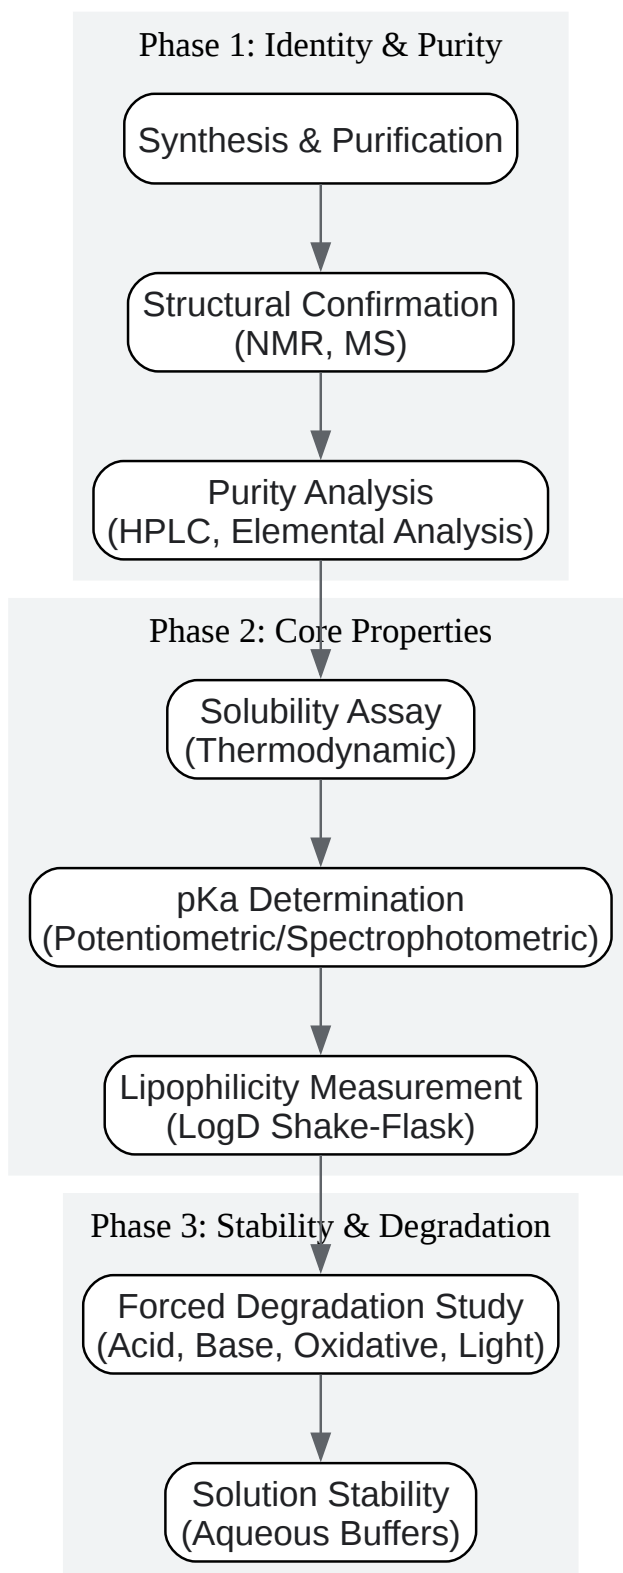 Phase 1: Identity & Purity
Synthesis & Purification
Structural Confirmation
(NMR, MS)
Purity Analysis
(HPLC, Elemental Analysis)
Phase 2: Core Properties
Solubility Assay
(Thermodynamic)
pKa Determination
(Potentiometric/Spectrophotometric)
Lipophilicity Measurement
(LogD Shake-Flask)
Phase 3: Stability & Degradation
Forced Degradation Study
(Acid, Base, Oxidative, Light)
Solution Stability
(Aqueous Buffers)